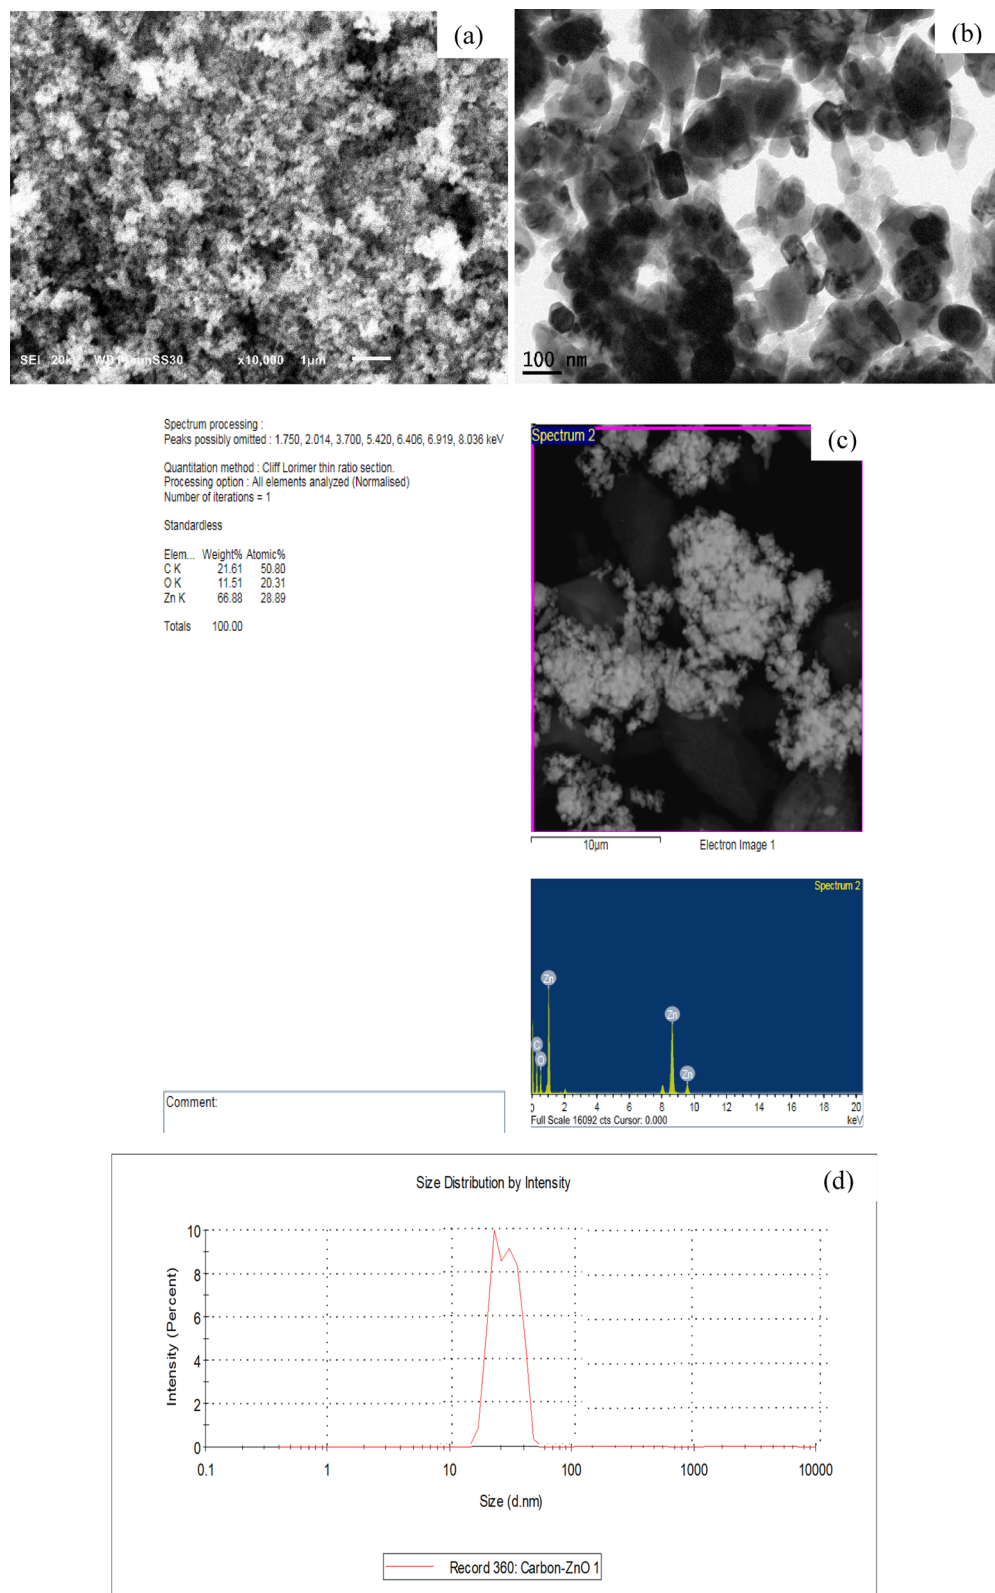 (a)
(b)
SEI 20kV SS30 x10,000 1µm
100 nm
Spectrum processing :
Peaks possibly omitted : 1.750, 2.014, 3.700, 5.420, 6.406, 6.919, 8.036 keV
Quantitation method : Cliff Lorimer thin ratio section.
Processing option : All elements analyzed (Normalised)
Number of iterations = 1
Standardless
Elem... Weight% Atomic%
C K 21.61 50.80
O K 11.51 20.31
Zn K 66.88 28.89
Totals 100.00
Spectrum 2
(c)
10µm Electron Image 1
Spectrum 2
Zn
Zn
C
O
Zn
0 2 4 6 8 10 12 14 16 18 20
Full Scale 16092 cts Cursor: 0.000 keV
Comment:
Size Distribution by Intensity
(d)
Intensity (Percent)
10
8
6
4
2
0
0.1 1 10 100 1000 10000
Size (d.nm)
Record 360: Carbon-ZnO 1